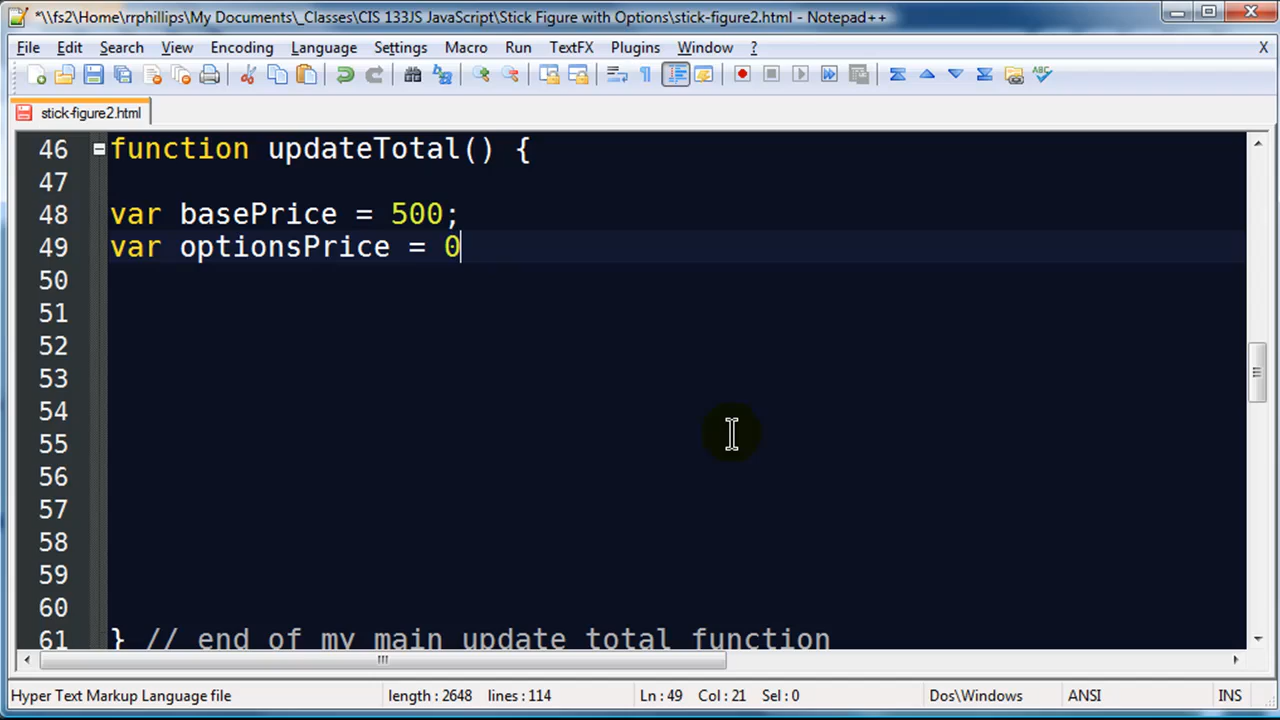 *\\fs2\Home\rrphillips\My Documents\_Classes\CIS 133JS JavaScript\Stick Figure with Options\stick-figure2.html - Notepad++
File Edit Search View Encoding Language Settings Macro Run TextFX Plugins Window ? X
ABC
stick-figure2.html
46 function updateTotal() {
47
48 var basePrice = 500;
49 var optionsPrice = 0
50
51
52
53
54
55
56
57
58
59
60
61 } // end of my main update total function
Hyper Text Markup Language file length : 2648 lines : 114 Ln : 49 Col : 21 Sel : 0 Dos\Windows ANSI INS